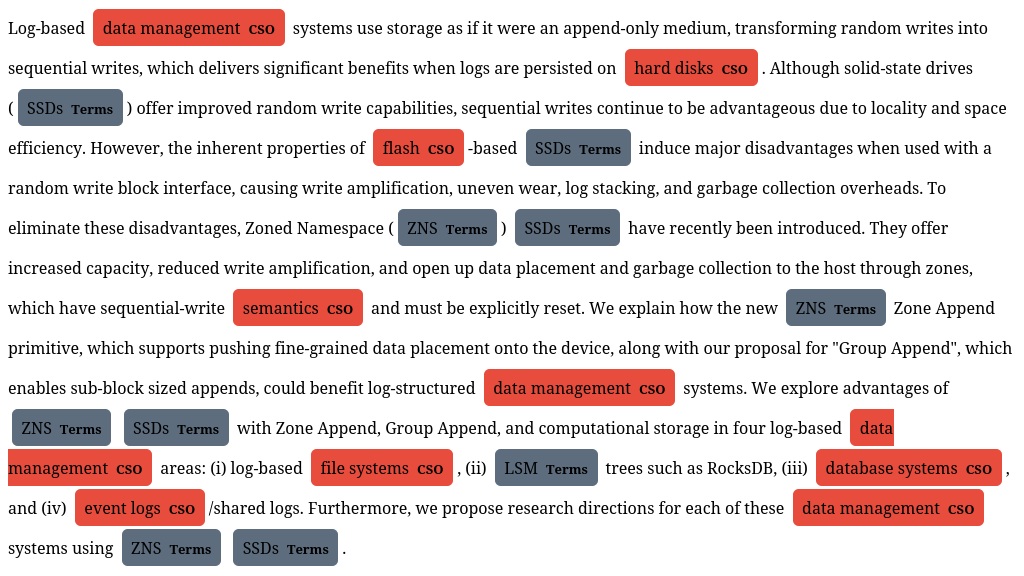 Log-based data management CSO systems use storage as if it were an append-only medium, transforming random writes into
sequential writes, which delivers significant benefits when logs are persisted on hard disks CSO . Although solid-state drives
( SSDs Terms ) offer improved random write capabilities, sequential writes continue to be advantageous due to locality and space
efficiency. However, the inherent properties of flash CSO -based SSDs Terms induce major disadvantages when used with a
random write block interface, causing write amplification, uneven wear, log stacking, and garbage collection overheads. To
eliminate these disadvantages, Zoned Namespace ( ZNS Terms ) SSDs Terms have recently been introduced. They offer
increased capacity, reduced write amplification, and open up data placement and garbage collection to the host through zones,
which have sequential-write semantics CSO and must be explicitly reset. We explain how the new ZNS Terms Zone Append
primitive, which supports pushing fine-grained data placement onto the device, along with our proposal for "Group Append", which
enables sub-block sized appends, could benefit log-structured data management CSO systems. We explore advantages of
ZNS Terms SSDs Terms with Zone Append, Group Append, and computational storage in four log-based data
management CSO areas: (i) log-based file systems CSO , (ii) LSM Terms trees such as RocksDB, (iii) database systems CSO ,
and (iv) event logs CSO /shared logs. Furthermore, we propose research directions for each of these data management CSO
systems using ZNS Terms SSDs Terms .